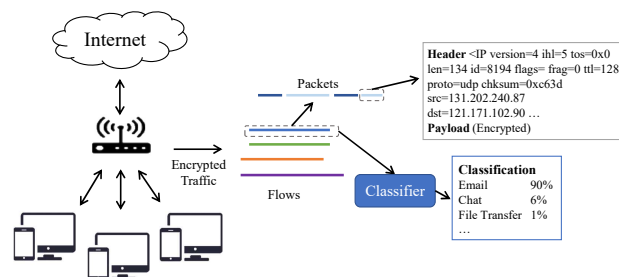 Internet
Encrypted
Traffic
Packets
Flows
Header <IP version=4 ihl=5 tos=0x0
len=134 id=8194 flags= frag=0 ttl=128
proto=udp chksum=0xc63d
src=131.202.240.87
dst=121.171.102.90 …
Payload (Encrypted)
Classifier
Classification
Email 90%
Chat 6%
File Transfer 1%
…